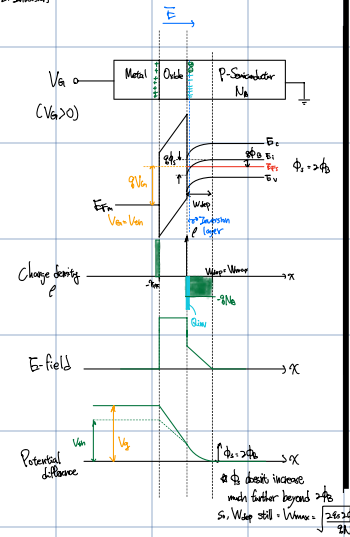 E
Metal
Oxide
P-Semiconductor
NA
VG
(VG>0)
Ec
Ei
EFs
Ev
qϕs
qϕB
ϕs = 2ϕB
qVG
EFm
VG = Vth
Wdep
n+ Inversion
layer
ρ
Wdep = Wmax
Charge density
ρ
x
-qNA
Qinv
E-field
x
Vth
VG
ϕs = 2ϕB
x
Potential
difference
ϕs doesn't increase
much further beyond 2ϕB
so, Wdep still = Wmax =